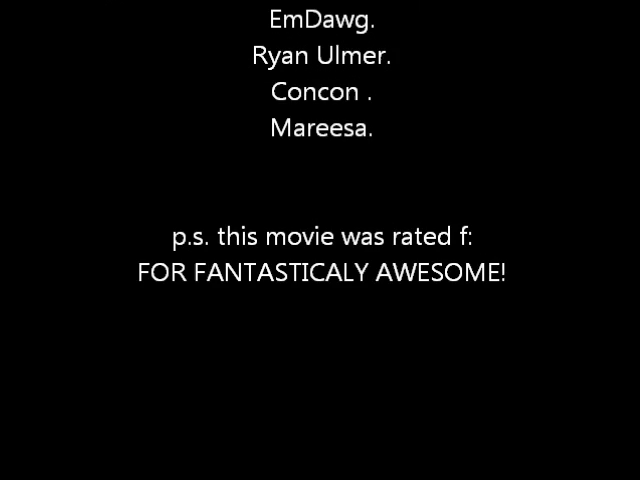 EmDawg.
Ryan Ulmer.
Concon .
Mareesa.
p.s. this movie was rated f:
FOR FANTASTICALY AWESOME!